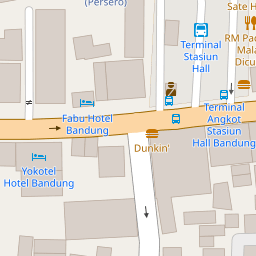 (Persero)
Sate H
Terminal
Stasiun
Hall
RM Pac
Mala
Dicu
Fabu Hotel
Bandung
Terminal
Angkot
Stasiun
Hall Bandung
Dunkin'
Yokotel
Hotel Bandung